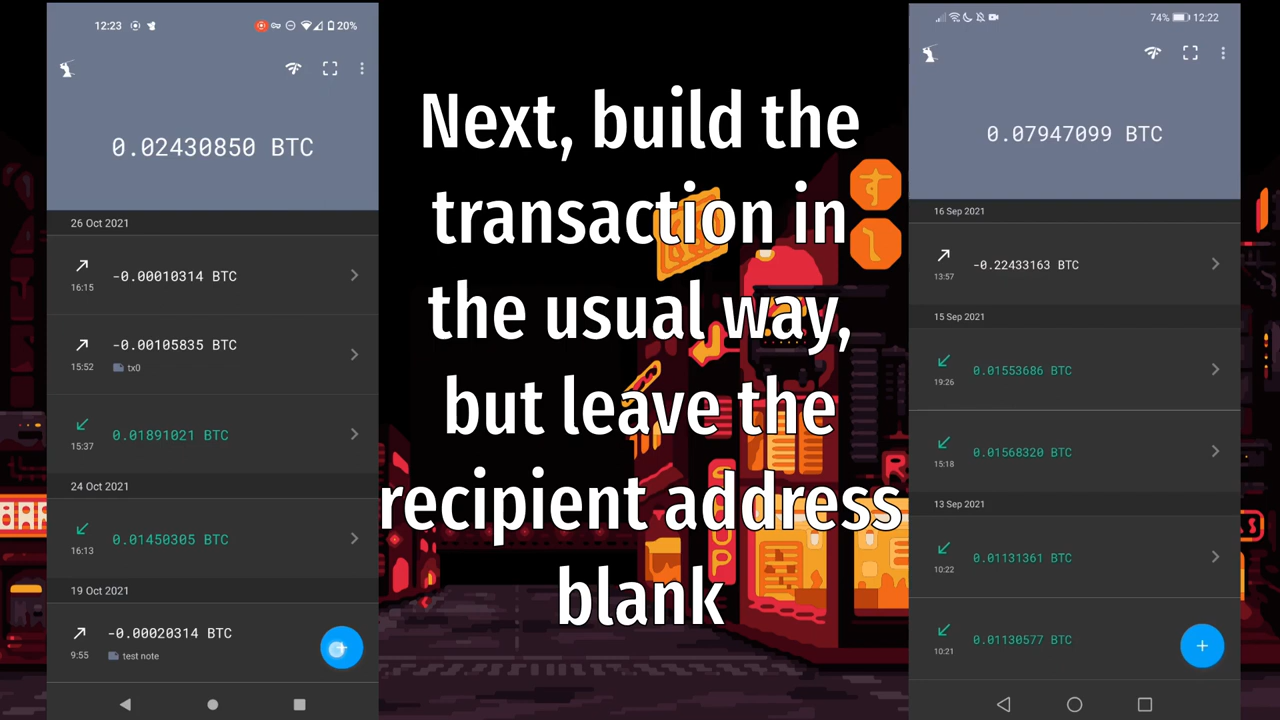 12:23
20%
0.02430850 BTC
26 Oct 2021
-0.00010314 BTC
16:15
-0.00105835 BTC
15:52
tx0
0.01891021 BTC
15:37
24 Oct 2021
0.01450305 BTC
16:13
19 Oct 2021
-0.00020314 BTC
9:55
test note
Next, build the
transaction in
the usual way,
but leave the
recipient address
blank
す
し
74% 12:22
0.07947099 BTC
16 Sep 2021
-0.22433163 BTC
13:57
15 Sep 2021
0.01553686 BTC
19:26
0.01568320 BTC
15:18
13 Sep 2021
0.01131361 BTC
10:22
0.01130577 BTC
10:21